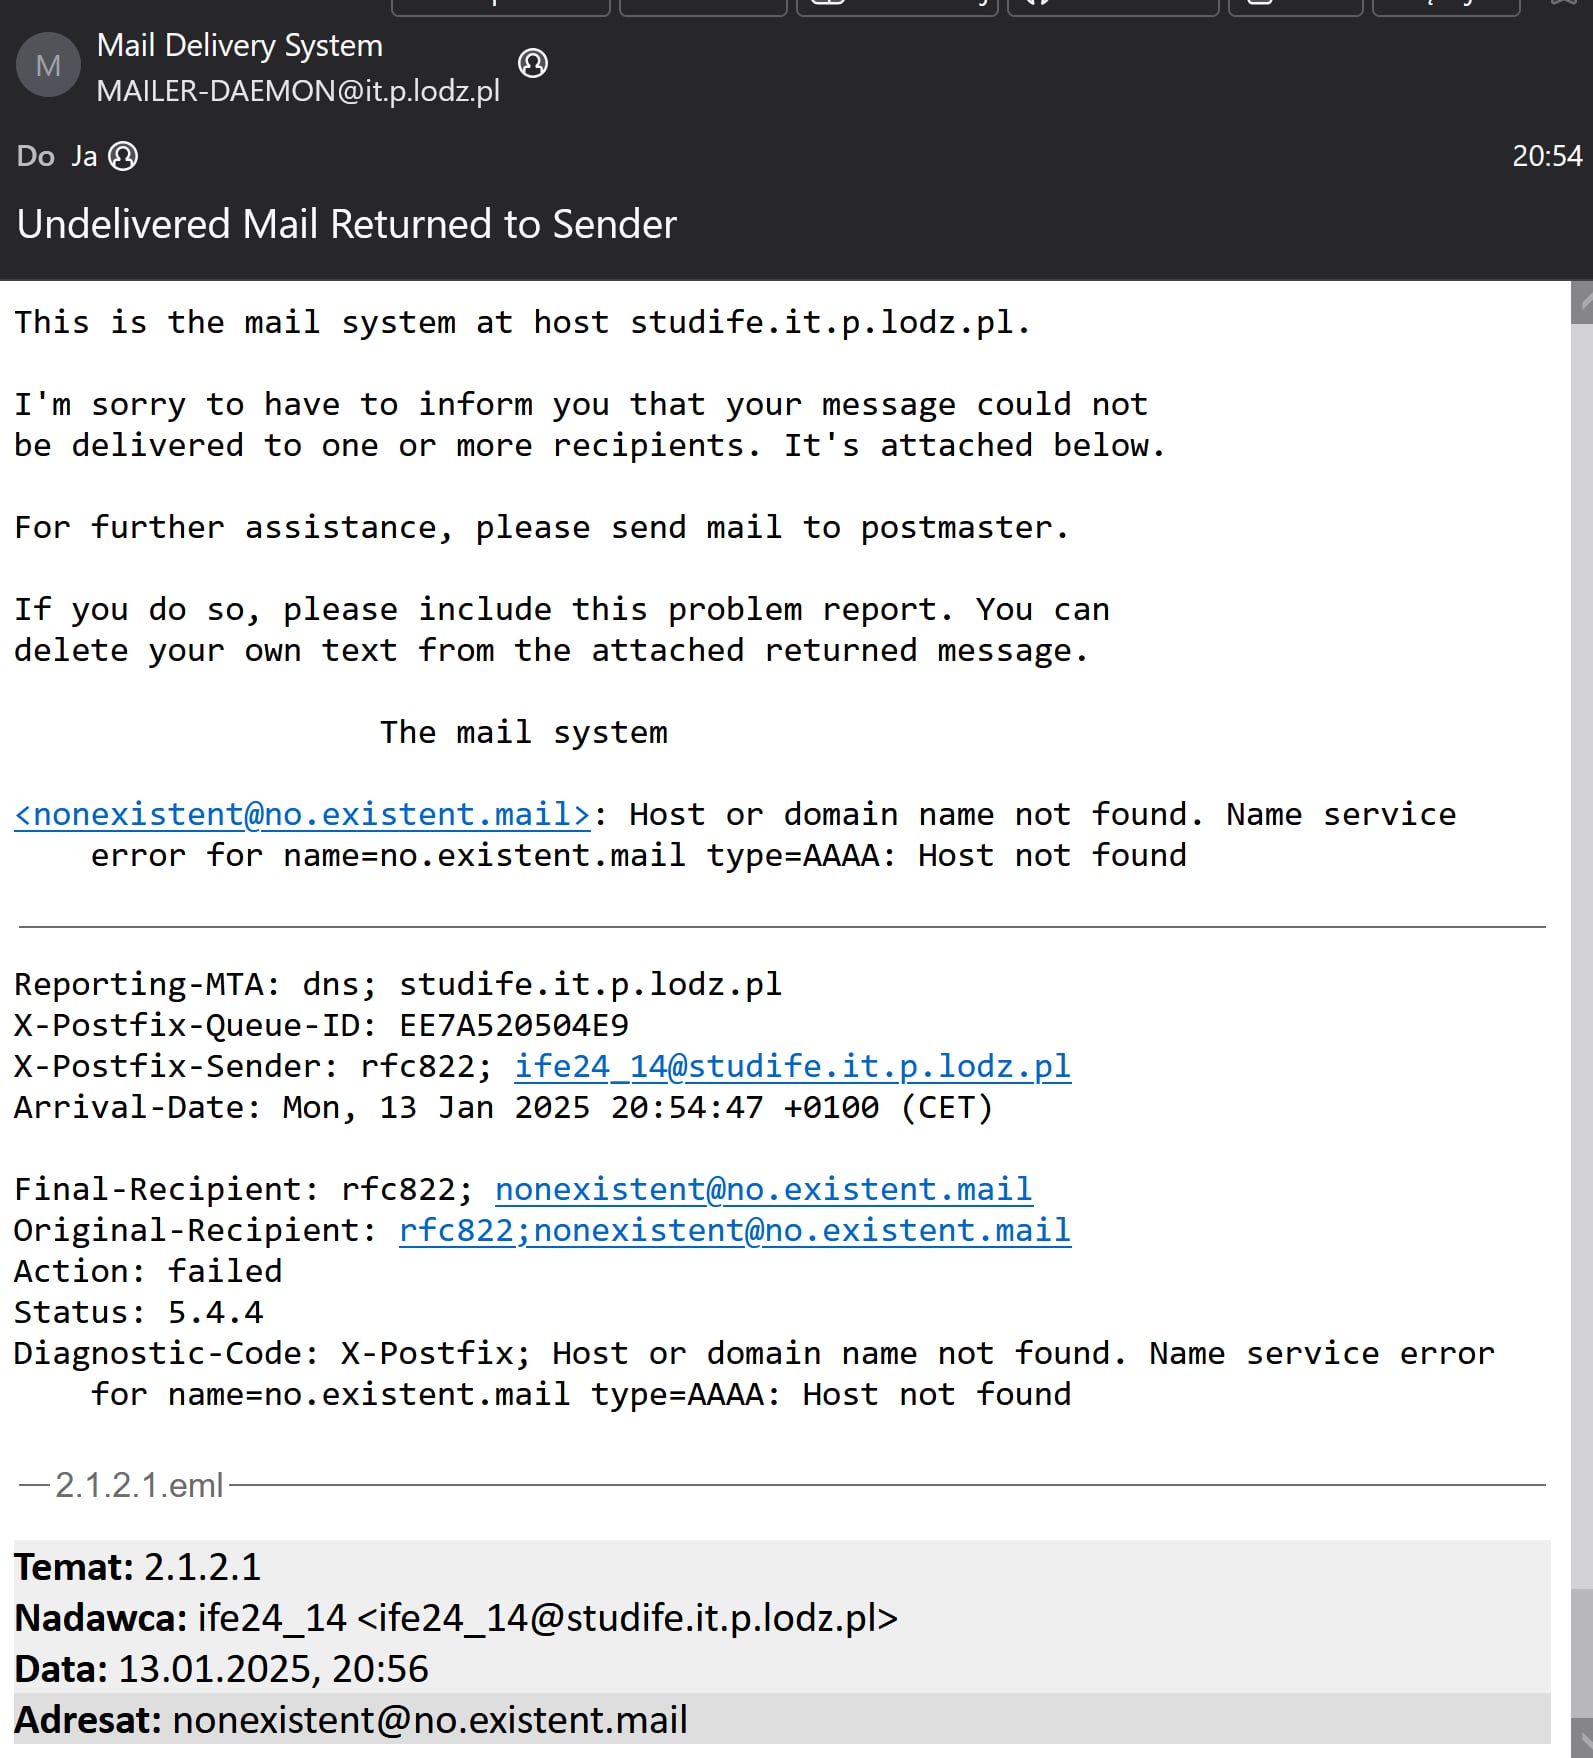 M
Mail Delivery System
MAILER-DAEMON@it.p.lodz.pl
Do Ja
20:54
Undelivered Mail Returned to Sender
This is the mail system at host studife.it.p.lodz.pl.
I'm sorry to have to inform you that your message could not
be delivered to one or more recipients. It's attached below.
For further assistance, please send mail to postmaster.
If you do so, please include this problem report. You can
delete your own text from the attached returned message.
The mail system
<nonexistent@no.existent.mail>: Host or domain name not found. Name service
error for name=no.existent.mail type=AAAA: Host not found
Reporting-MTA: dns; studife.it.p.lodz.pl
X-Postfix-Queue-ID: EE7A520504E9
X-Postfix-Sender: rfc822; ife24_14@studife.it.p.lodz.pl
Arrival-Date: Mon, 13 Jan 2025 20:54:47 +0100 (CET)
Final-Recipient: rfc822; nonexistent@no.existent.mail
Original-Recipient: rfc822;nonexistent@no.existent.mail
Action: failed
Status: 5.4.4
Diagnostic-Code: X-Postfix; Host or domain name not found. Name service error
for name=no.existent.mail type=AAAA: Host not found
2.1.2.1.eml
Temat: 2.1.2.1
Nadawca: ife24_14 <ife24_14@studife.it.p.lodz.pl>
Data: 13.01.2025, 20:56
Adresat: nonexistent@no.existent.mail